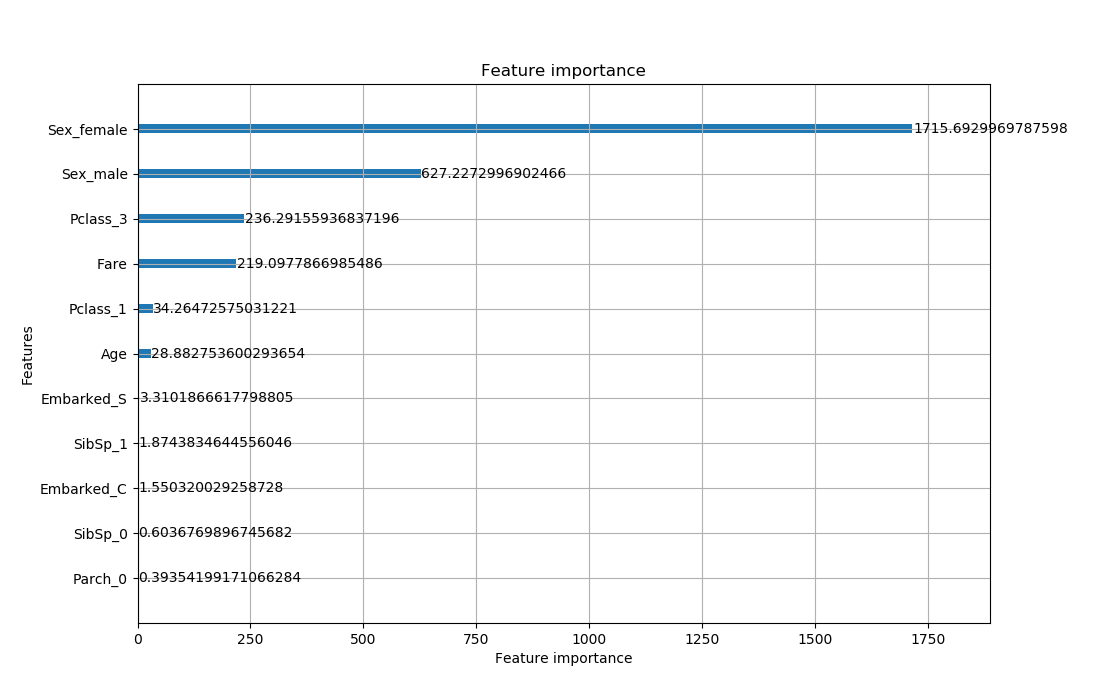 Feature importance
Sex_female 1715.6929969787598
Sex_male 627.2272996902466
Pclass_3 236.29155936837196
Fare 219.0977866985486
Pclass_1 34.26472575031221
Age 28.882753600293654
Embarked_S 3.3101866617798805
SibSp_1 1.8743834644556046
Embarked_C 1.550320029258728
SibSp_0 0.6036769896745682
Parch_0 0.39354199171066284
Features
0 250 500 750 1000 1250 1500 1750
Feature importance